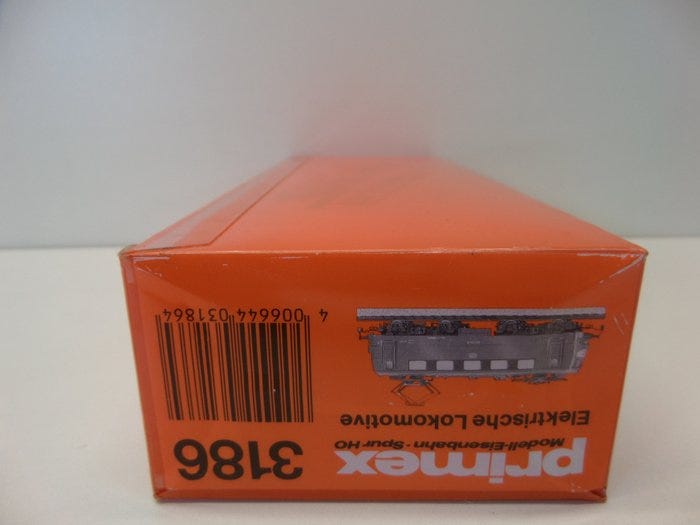 primex 3186
Modell-Eisenbahn · Spur HO
Elektrische Lokomotive
4 006644 031864